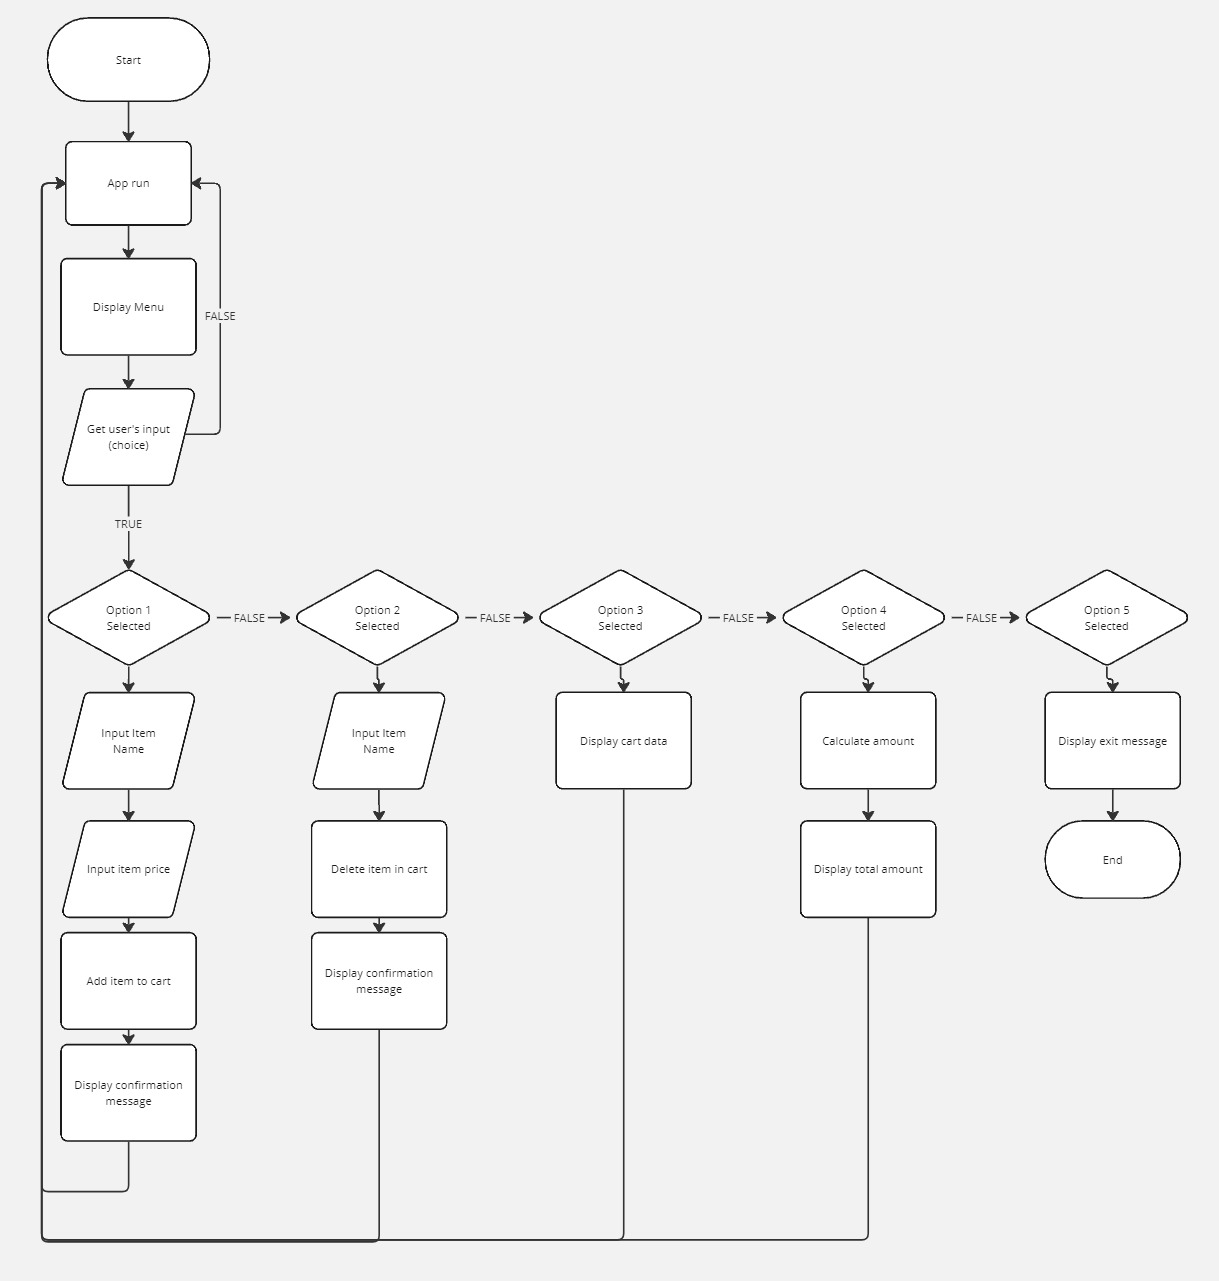 Start
App run
Display Menu
FALSE
Get user's input
(choice)
TRUE
Option 1
Selected
FALSE
Option 2
Selected
FALSE
Option 3
Selected
FALSE
Option 4
Selected
FALSE
Option 5
Selected
Input Item
Name
Input Item
Name
Display cart data
Calculate amount
Display exit message
Input item price
Delete item in cart
Display total amount
End
Add item to cart
Display confirmation
message
Display confirmation
message